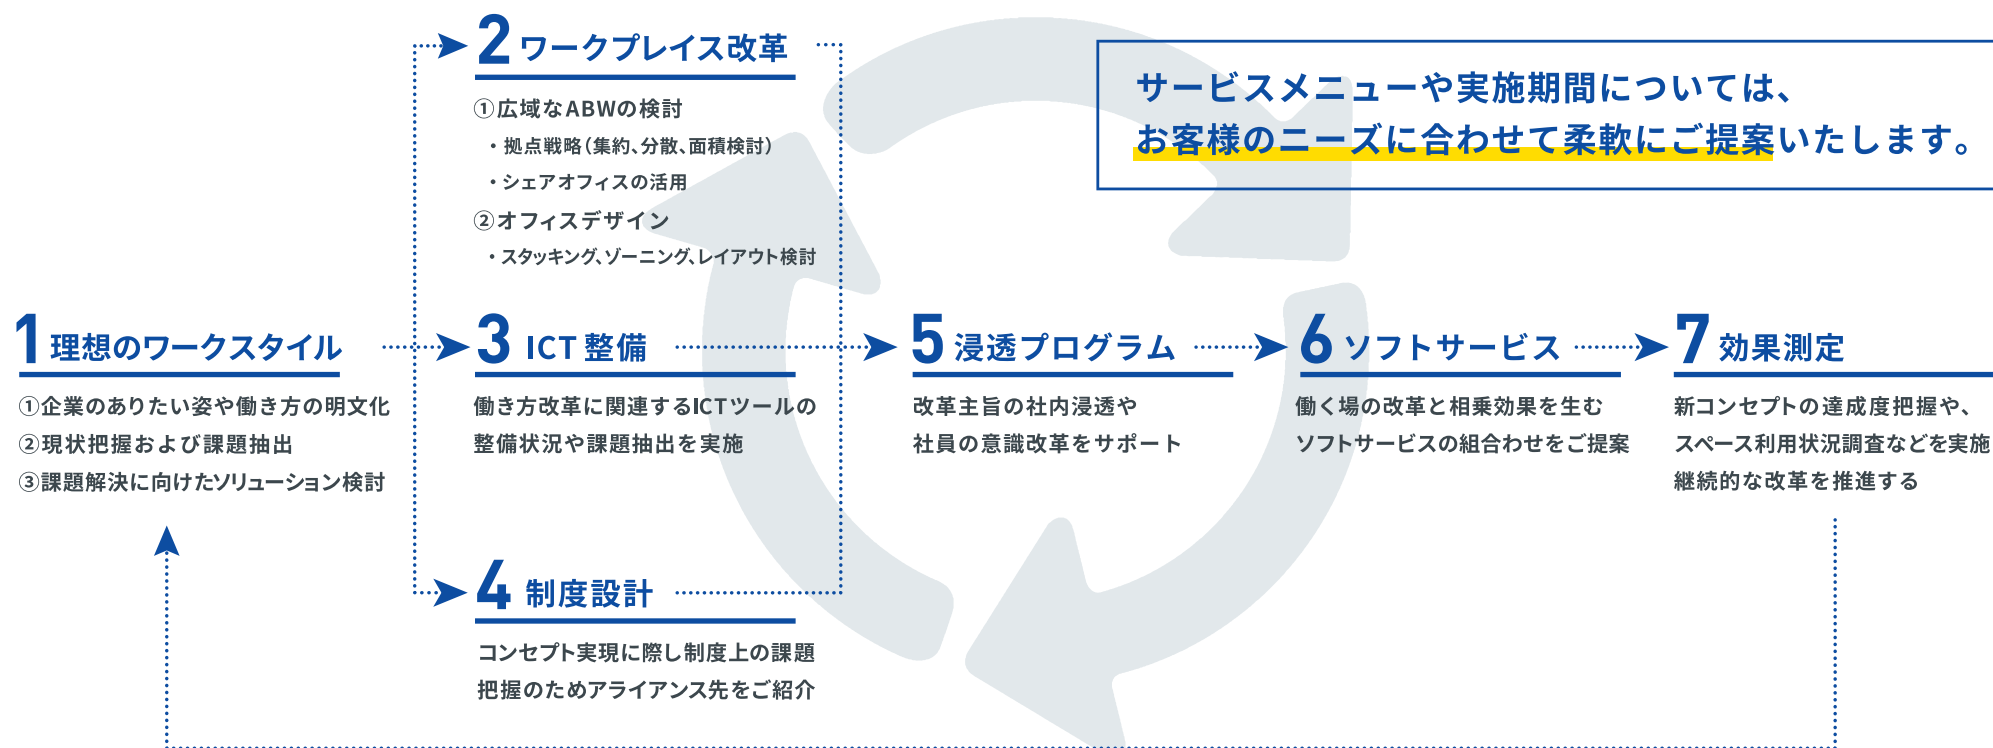 サービスメニューや実施期間については、
お客様のニーズに合わせて柔軟にご提案いたします。
1 理想のワークスタイル
①企業のありたい姿や働き方の明文化
②現状把握および課題抽出
③課題解決に向けたソリューション検討
2 ワークプレイス改革
①広域なABWの検討
・拠点戦略(集約、分散、面積検討)
・シェアオフィスの活用
②オフィスデザイン
・スタッキング、ゾーニング、レイアウト検討
3 ICT 整備
働き方改革に関連するICTツールの
整備状況や課題抽出を実施
4 制度設計
コンセプト実現に際し制度上の課題
把握のためアライアンス先をご紹介
5 浸透プログラム
改革主旨の社内浸透や
社員の意識改革をサポート
6 ソフトサービス
働く場の改革と相乗効果を生む
ソフトサービスの組合わせをご提案
7 効果測定
新コンセプトの達成度把握や、
スペース利用状況調査などを実施
継続的な改革を推進する